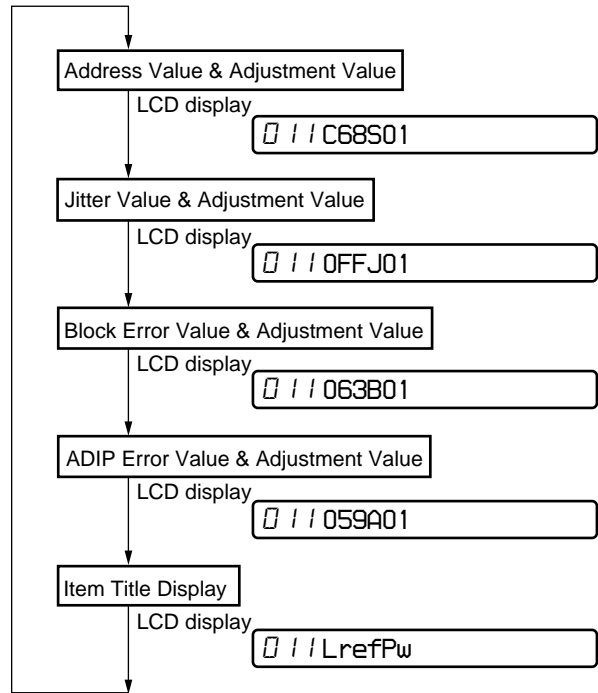 Address Value & Adjustment Value
LCD display
011C68S01
Jitter Value & Adjustment Value
LCD display
0110FFJ01
Block Error Value & Adjustment Value
LCD display
011063B01
ADIP Error Value & Adjustment Value
LCD display
011059A01
Item Title Display
LCD display
011LrefPw